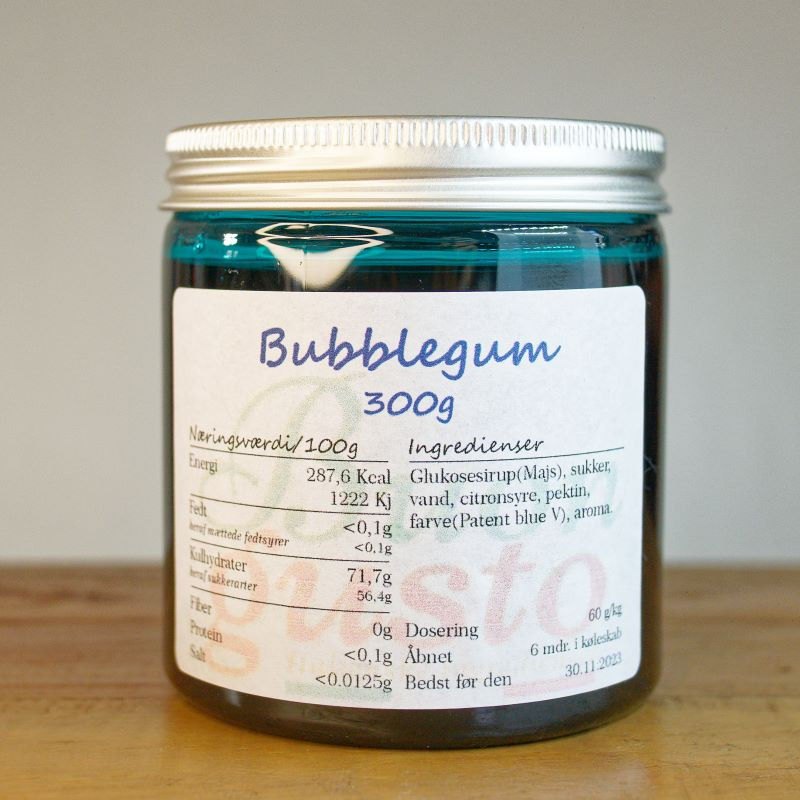 Bubblegum
300g
Næringsværdi/100g
Energi 287,6 Kcal
1222 Kj
Fedt <0,1g
heraf mættede fedtsyrer <0.1g
Kulhydrater 71,7g
heraf sukkerarter 56,4g
Fiber 0g
Protein <0,1g
Salt <0.0125g
Ingredienser
Glukosesirup(Majs), sukker,
vand, citronsyre, pektin,
farve(Patent blue V), aroma.
Dosering 60 g/kg
Åbnet 6 mdr. i køleskab
Bedst før den 30.11.2023
gusto